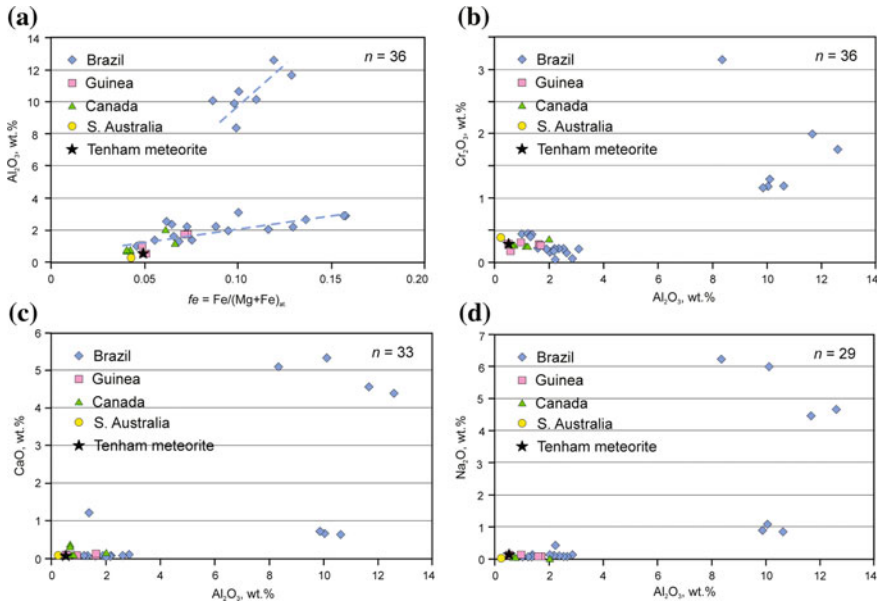 (a)
Al₂O₃, wt.%
14
12
10
8
6
4
2
0
Brazil
Guinea
Canada
S. Australia
Tenham meteorite
n = 36
0.00
0.05
0.10
0.15
0.20
fe = Fe/(Mg+Fe)at.
(b)
Cr₂O₃, wt.%
3
2
1
0
Brazil
Guinea
Canada
S. Australia
Tenham meteorite
n = 36
0
2
4
6
8
10
12
14
Al₂O₃, wt.%
(c)
CaO, wt.%
6
5
4
3
2
1
0
Brazil
Guinea
Canada
S. Australia
Tenham meteorite
n = 33
0
2
4
6
8
10
12
14
Al₂O₃, wt.%
(d)
Na₂O, wt.%
7
6
5
4
3
2
1
0
Brazil
Guinea
Canada
S. Australia
Tenham meteorite
n = 29
0
2
4
6
8
10
12
14
Al₂O₃, wt.%